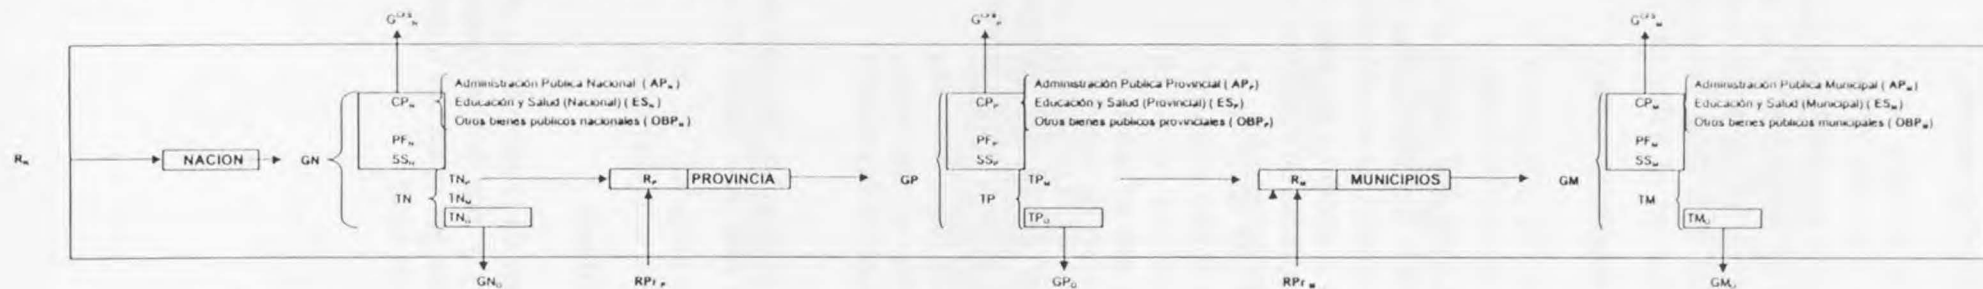 G^CPS_N G^CPS_P G^CPS_M
Administración Publica Nacional ( AP_N) Administración Publica Provincial ( AP_P) Administración Publica Municipal ( AP_M)
CP_N Educación y Salud (Nacional) ( ES_N) CP_P Educación y Salud (Provincial) ( ES_P) CP_M Educación y Salud (Municipal) ( ES_M)
Otros bienes publicos nacionales ( OBP_N) Otros bienes publicos provinciales ( OBP_P) Otros bienes publicos municipales ( OBP_M)
PF_N PF_P PF_M
R_N NACION GN SS_N SS_P SS_M
TN_P R_P PROVINCIA GP TP_M R_M MUNICIPIOS GM
TN TN_M TP TM
TN_O TP_O TM_O
GN_O RPr_P GP_O RPr_M GM_O